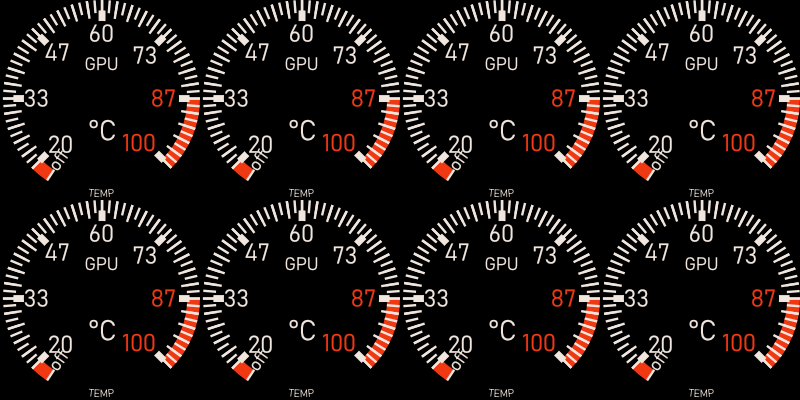 60 60 60 60
47 73 47 73 47 73 47 73
GPU GPU GPU GPU
33 87 33 87 33 87 33 87
°C °C °C °C
20 100 20 100 20 100 20 100
off off off off
TEMP TEMP TEMP TEMP
60 60 60 60
47 73 47 73 47 73 47 73
GPU GPU GPU GPU
33 87 33 87 33 87 33 87
°C °C °C °C
20 100 20 100 20 100 20 100
off off off off
TEMP TEMP TEMP TEMP